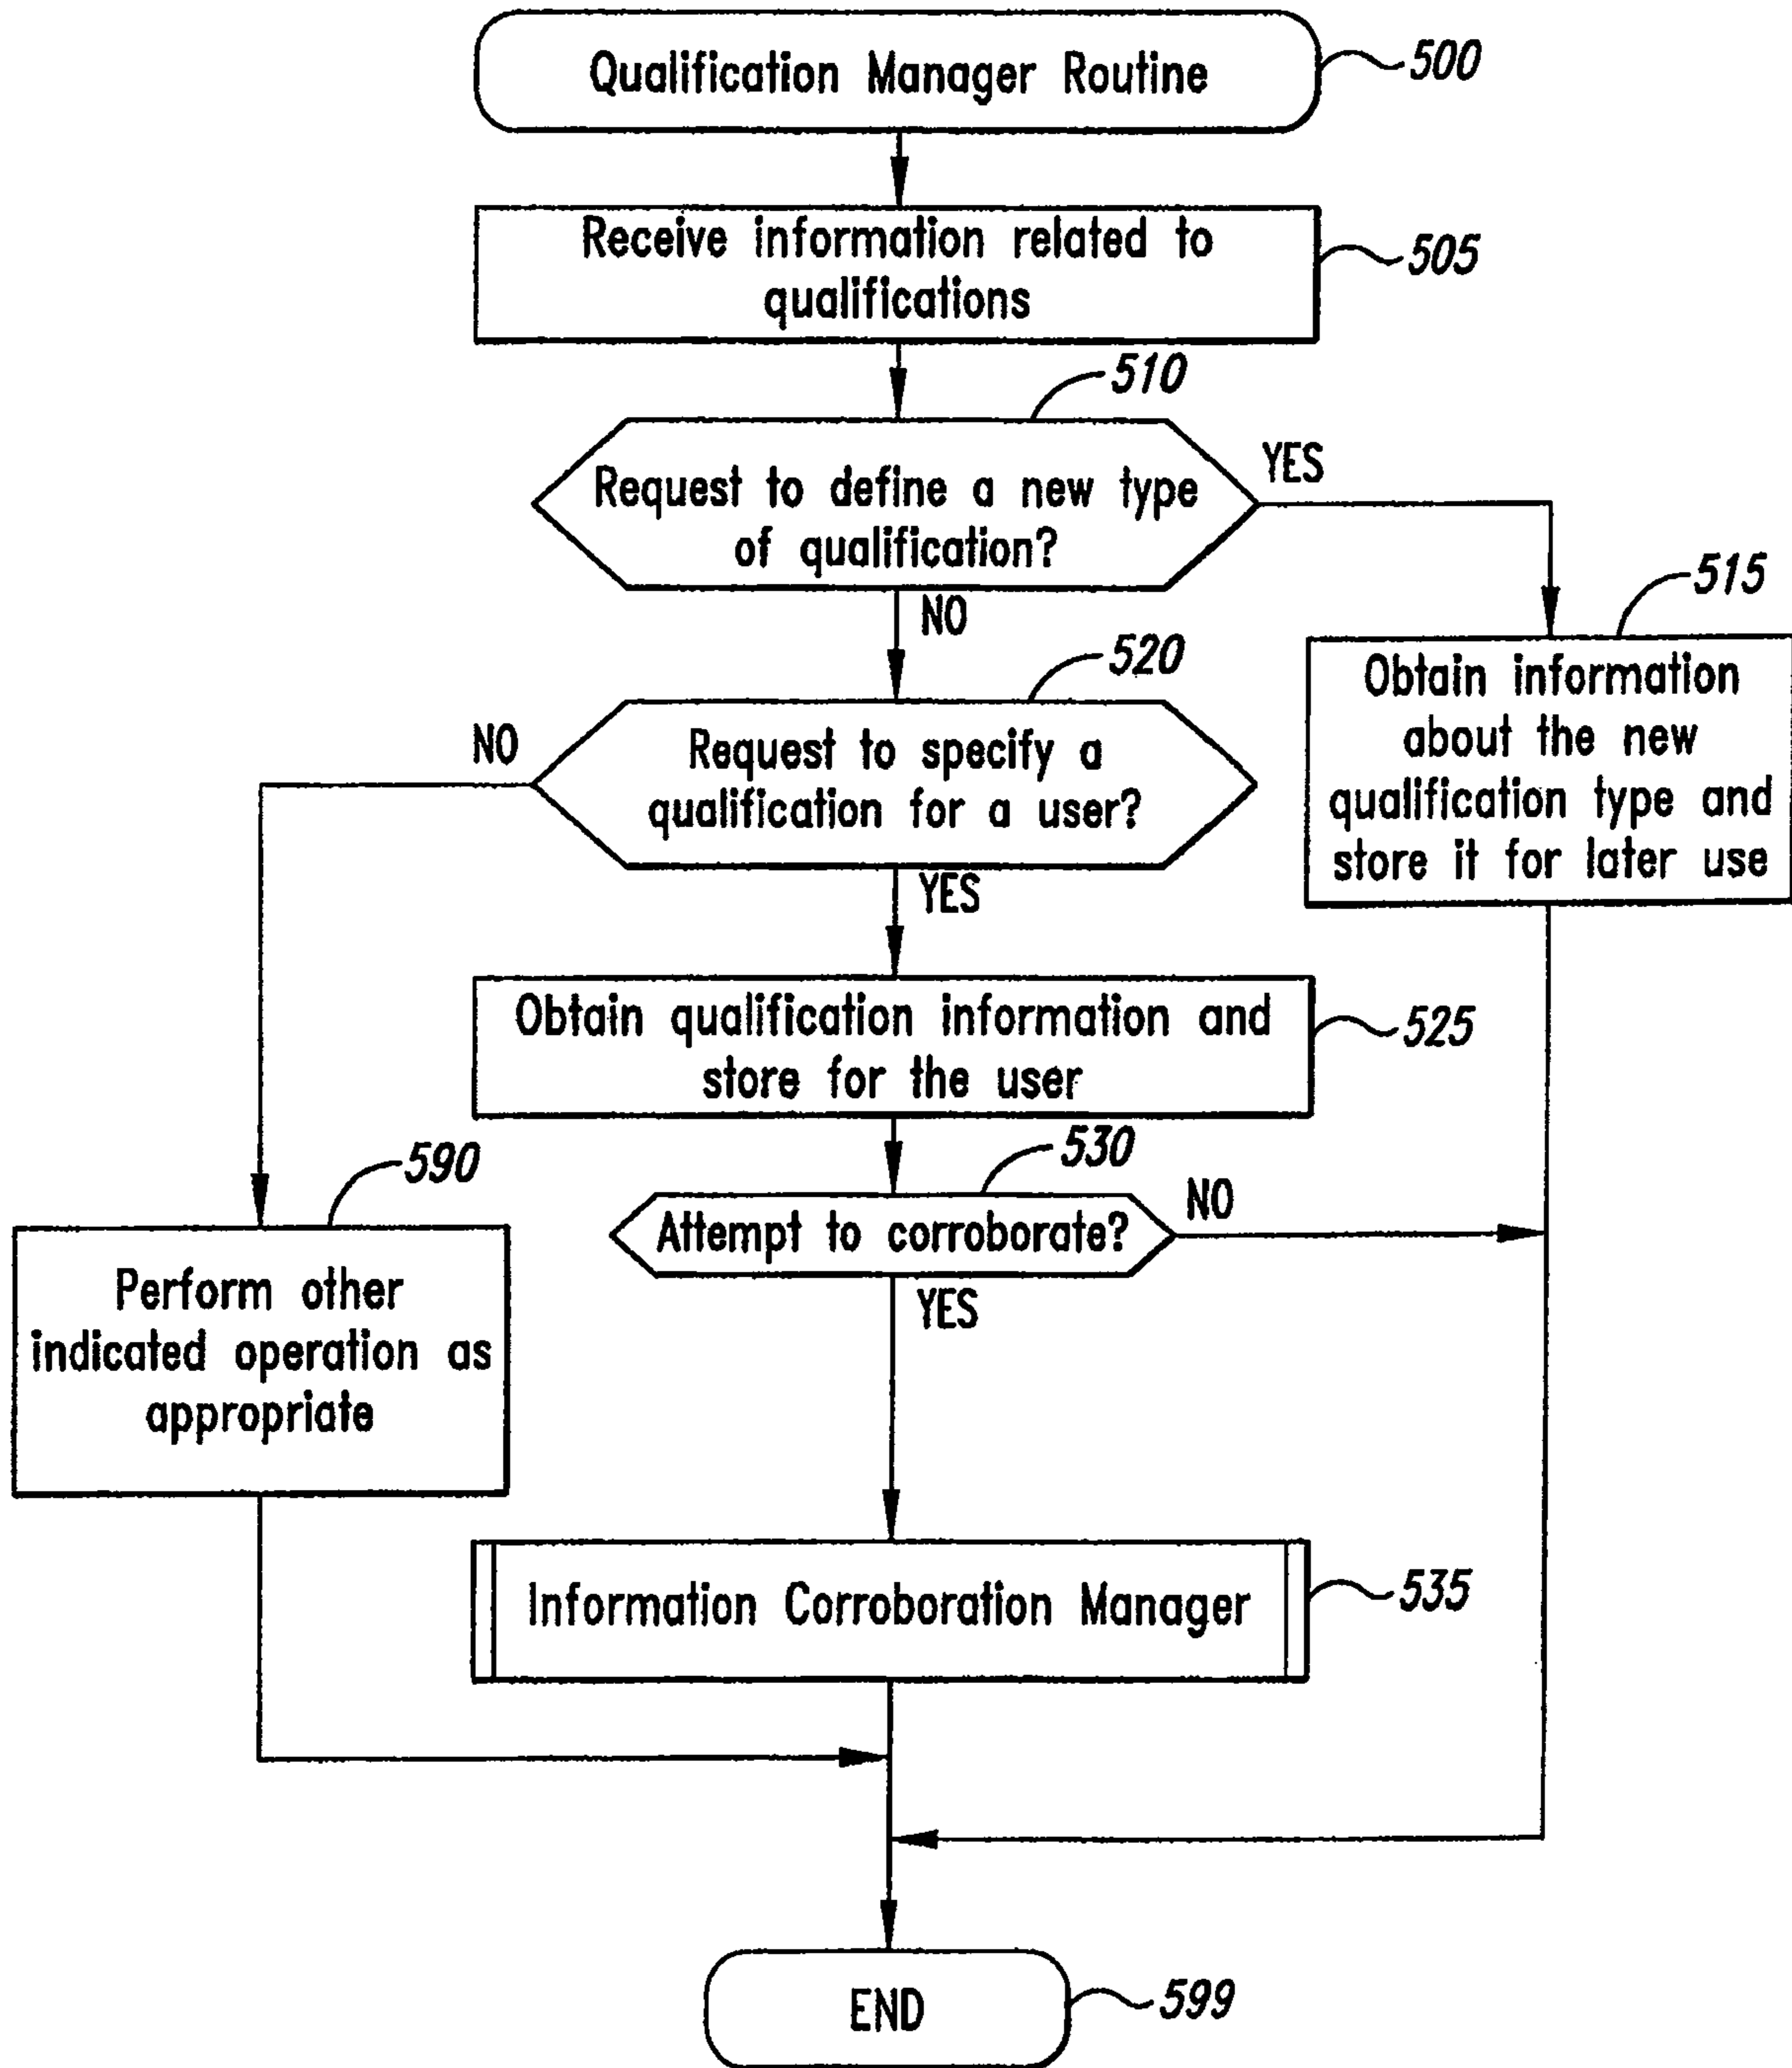 Qualification Manager Routine
500
Receive information related to
qualifications
505
510
Request to define a new type
of qualification?
YES
NO
515
Obtain information
about the new
qualification type and
store it for later use
520
Request to specify a
qualification for a user?
NO
YES
Obtain qualification information and
store for the user
525
530
Attempt to corroborate?
NO
YES
590
Perform other
indicated operation as
appropriate
Information Corroboration Manager
535
END
599